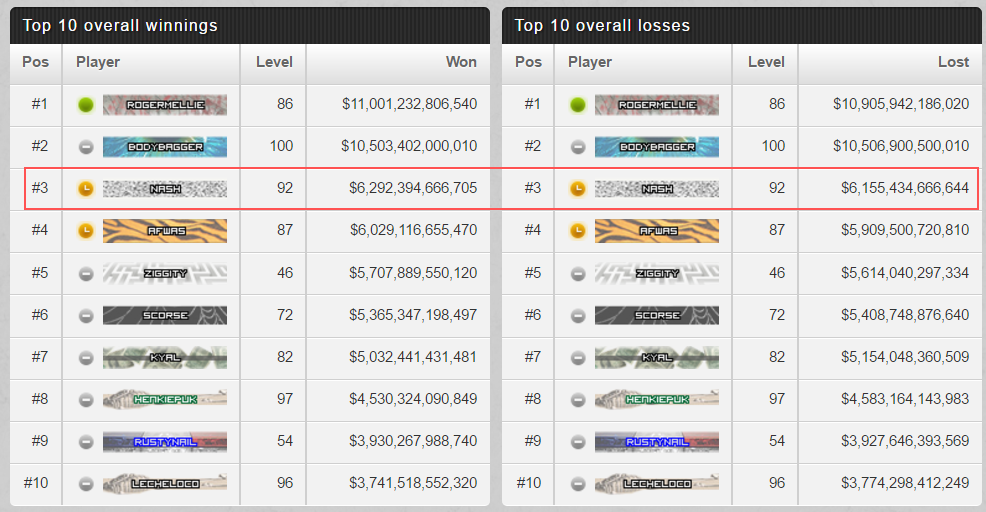 Top 10 overall winnings
Pos Player Level Won
#1 ROGERMELLIE 86 $11,001,232,806,540
#2 BODYBAGGER 100 $10,503,402,000,010
#3 NASH 92 $6,292,394,666,705
#4 AFWAS 87 $6,029,116,655,470
#5 ZIGGITY 46 $5,707,889,550,120
#6 SCORSE 72 $5,365,347,198,497
#7 KYAL 82 $5,032,441,431,481
#8 HENKIEPUK 97 $4,530,324,090,849
#9 RUSTYNAIL 54 $3,930,267,988,740
#10 LECHELOCO 96 $3,741,518,552,320
Top 10 overall losses
Pos Player Level Lost
#1 ROGERMELLIE 86 $10,905,942,186,020
#2 BODYBAGGER 100 $10,506,900,500,010
#3 NASH 92 $6,155,434,666,644
#4 AFWAS 87 $5,909,500,720,810
#5 ZIGGITY 46 $5,614,040,297,334
#6 SCORSE 72 $5,408,748,876,640
#7 KYAL 82 $5,154,048,360,509
#8 HENKIEPUK 97 $4,583,164,143,983
#9 RUSTYNAIL 54 $3,927,646,393,569
#10 LECHELOCO 96 $3,774,298,412,249